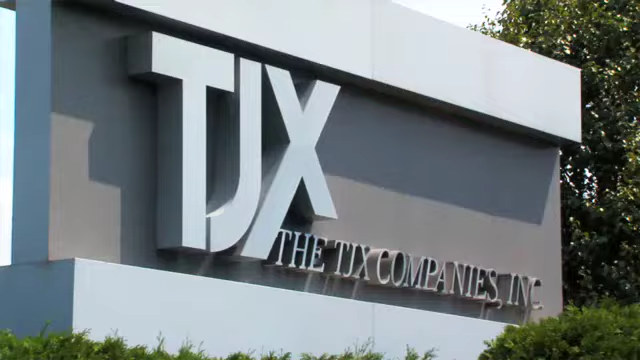 TJX
THE TJX COMPANIES, INC.